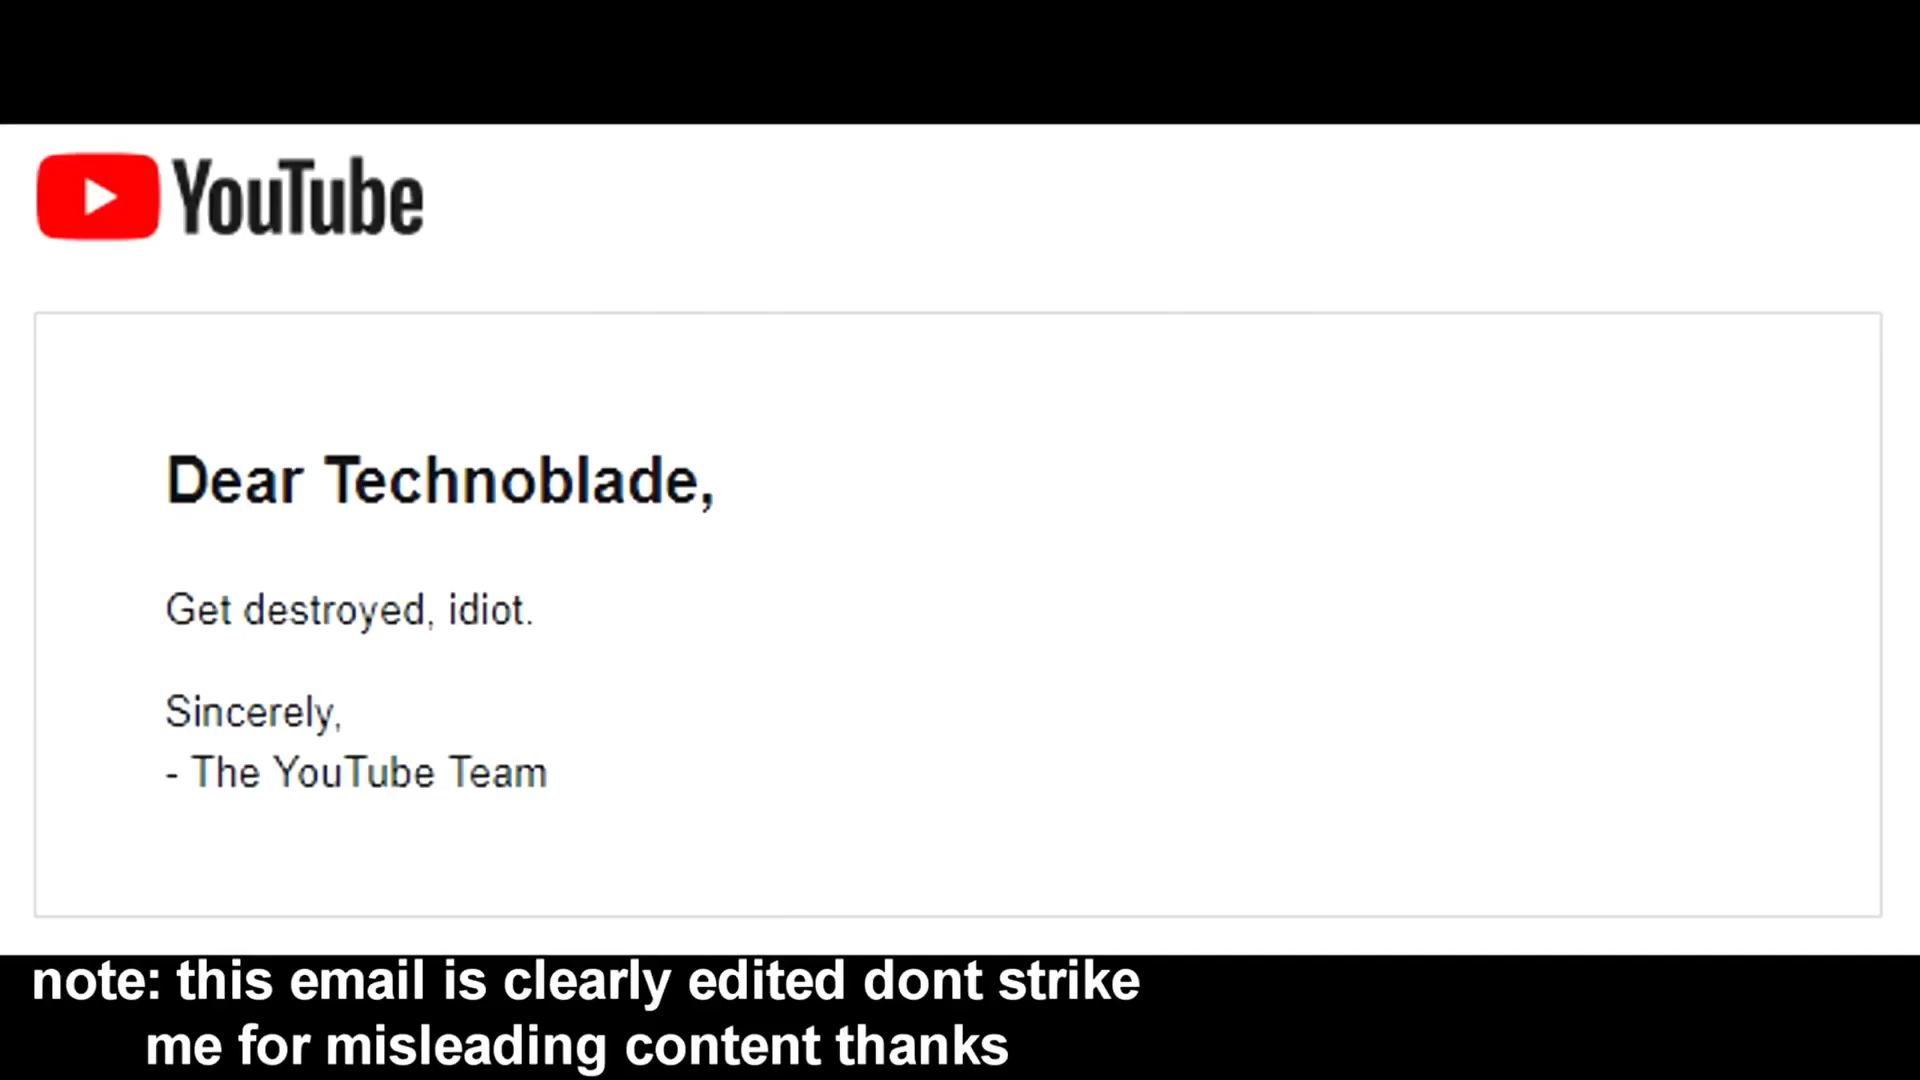 YouTube
Dear Technoblade,
Get destroyed, idiot.
Sincerely,
- The YouTube Team
note: this email is clearly edited dont strike
me for misleading content thanks